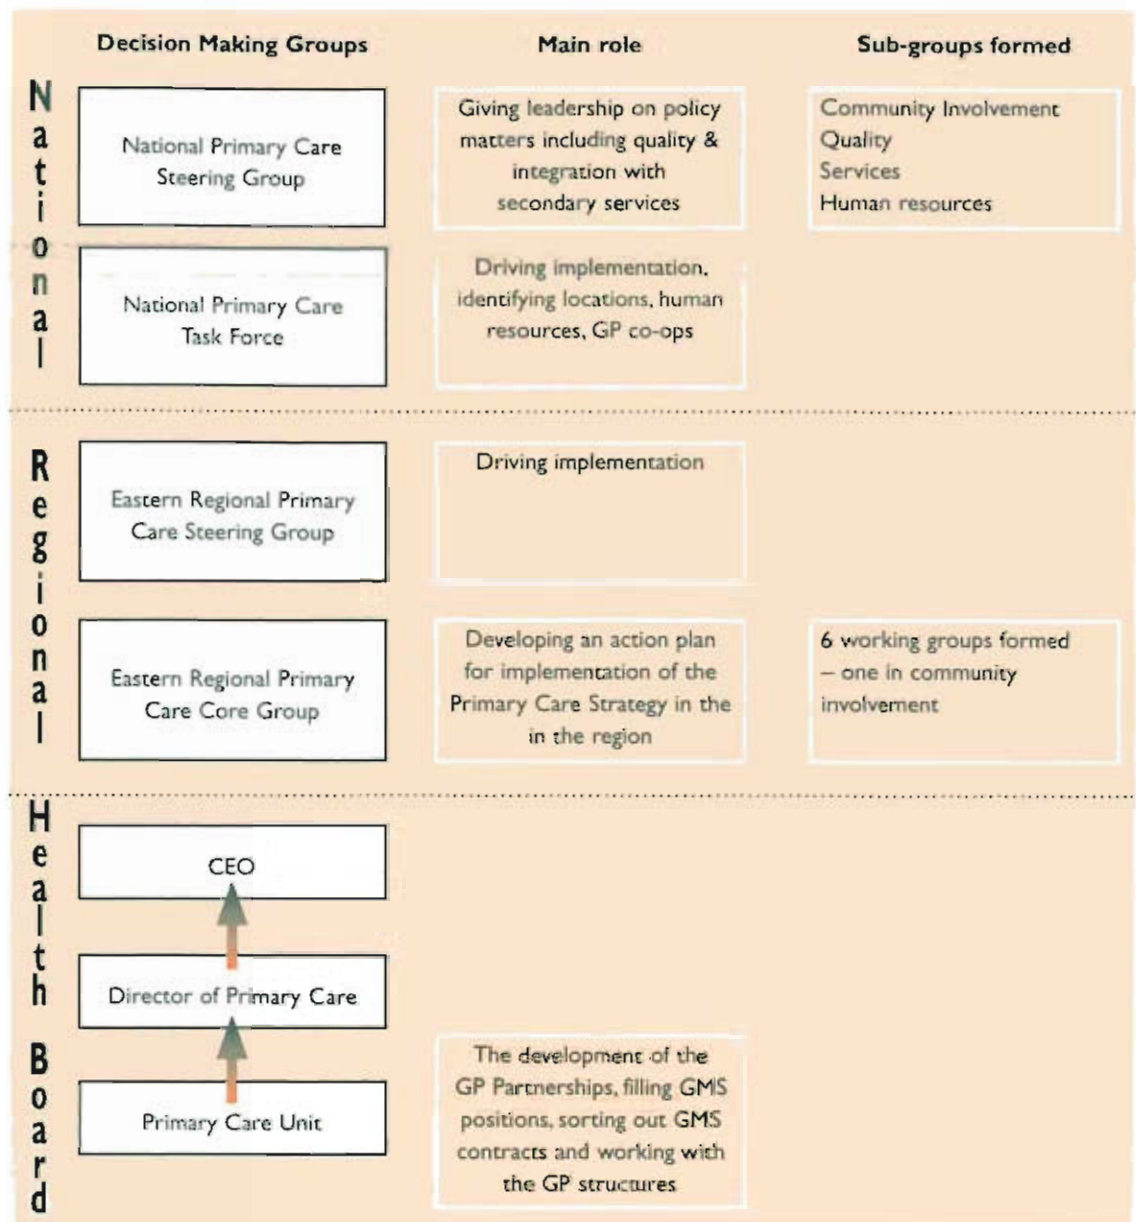 Decision Making Groups
Main role
Sub-groups formed
National
National Primary Care
Steering Group
Giving leadership on policy
matters including quality &
integration with
secondary services
Community Involvement
Quality
Services
Human resources
National Primary Care
Task Force
Driving implementation,
identifying locations, human
resources, GP co-ops
Regional
Eastern Regional Primary
Care Steering Group
Driving implementation
Eastern Regional Primary
Care Core Group
Developing an action plan
for implementation of the
Primary Care Strategy in the
in the region
6 working groups formed
– one in community
involvement
Health Board
CEO
Director of Primary Care
Primary Care Unit
The development of the
GP Partnerships, filling GMS
positions, sorting out GMS
contracts and working with
the GP structures